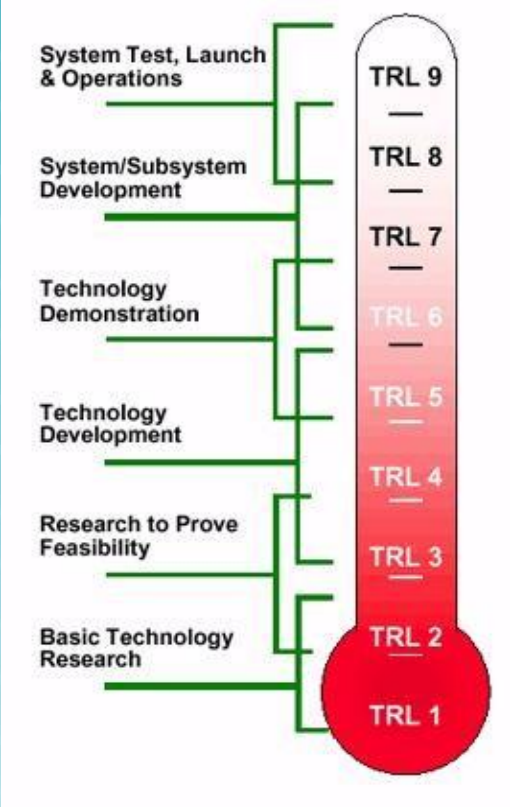 System Test, Launch
& Operations
System/Subsystem
Development
Technology
Demonstration
Technology
Development
Research to Prove
Feasibility
Basic Technology
Research
TRL 9
TRL 8
TRL 7
TRL 6
TRL 5
TRL 4
TRL 3
TRL 2
TRL 1